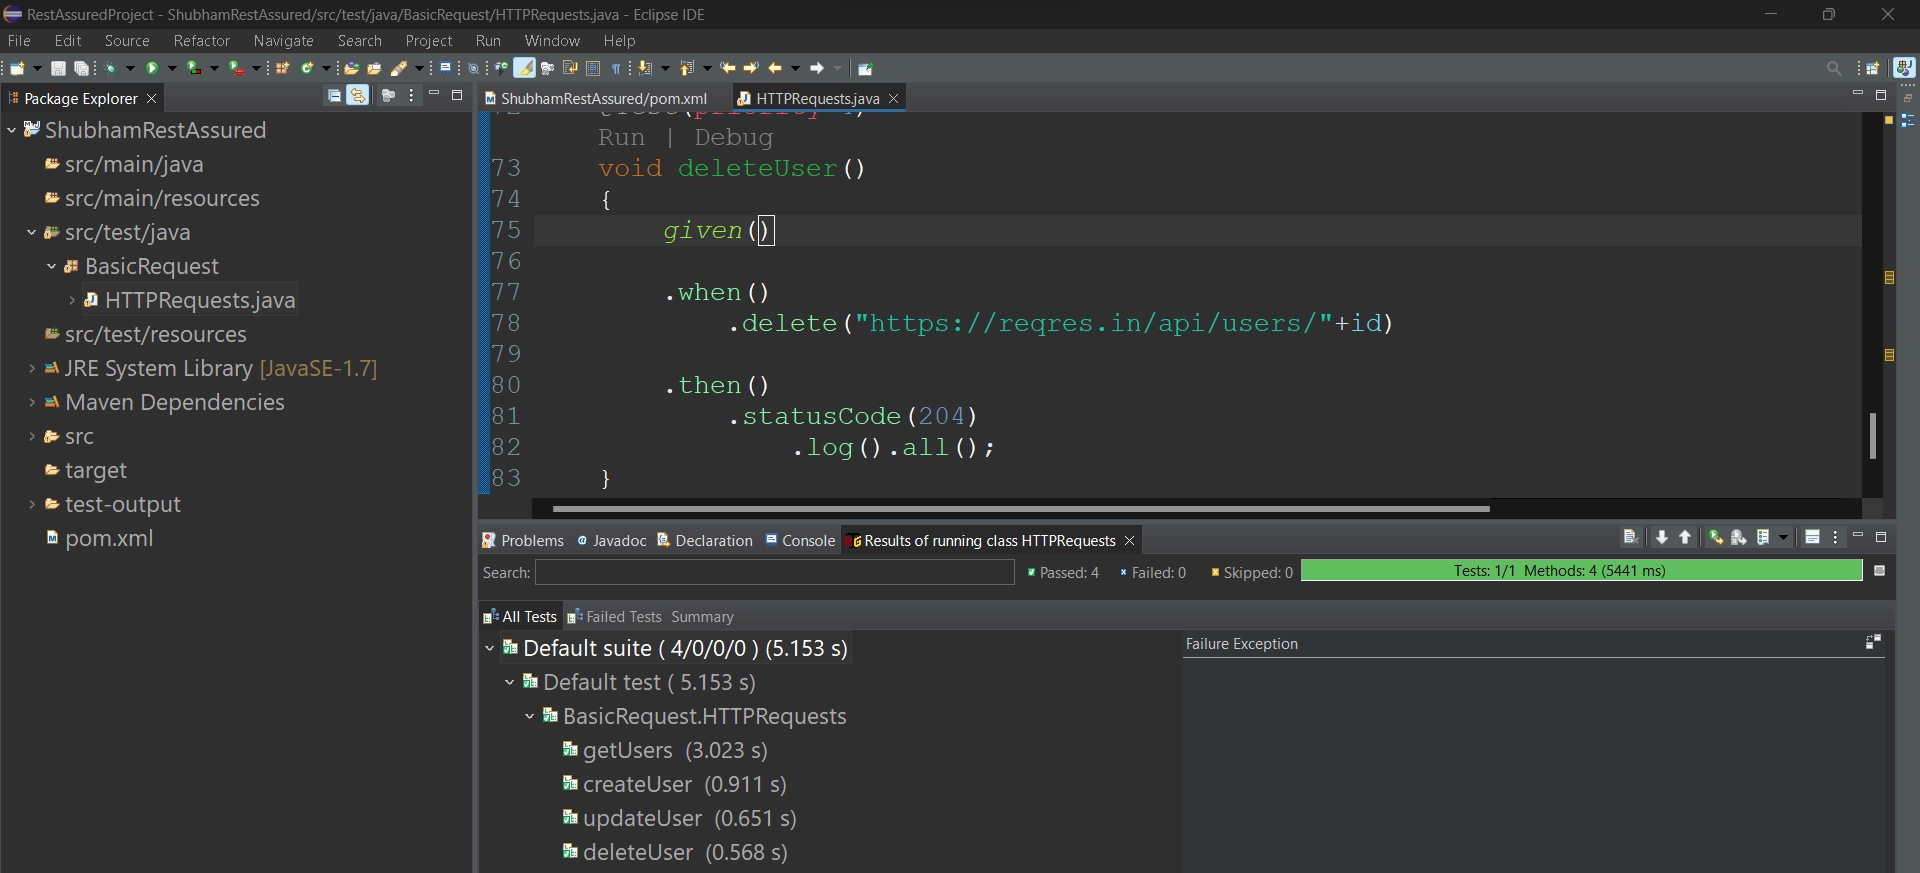 RestAssuredProject - ShubhamRestAssured/src/test/java/BasicRequest/HTTPRequests.java - Eclipse IDE
File Edit Source Refactor Navigate Search Project Run Window Help
Package Explorer
ShubhamRestAssured
src/main/java
src/main/resources
src/test/java
BasicRequest
HTTPRequests.java
src/test/resources
JRE System Library [JavaSE-1.7]
Maven Dependencies
src
target
test-output
pom.xml
ShubhamRestAssured/pom.xml HTTPRequests.java
Run | Debug
73 void deleteUser()
74 {
75 given()
76
77 .when()
78 .delete("https://reqres.in/api/users/"+id)
79
80 .then()
81 .statusCode(204)
82 .log().all();
83 }
Problems Javadoc Declaration Console Results of running class HTTPRequests
Search: Passed: 4 Failed: 0 Skipped: 0 Tests: 1/1 Methods: 4 (5441 ms)
All Tests Failed Tests Summary
Default suite ( 4/0/0/0 ) (5.153 s)
Default test ( 5.153 s)
BasicRequest.HTTPRequests
getUsers (3.023 s)
createUser (0.911 s)
updateUser (0.651 s)
deleteUser (0.568 s)
Failure Exception